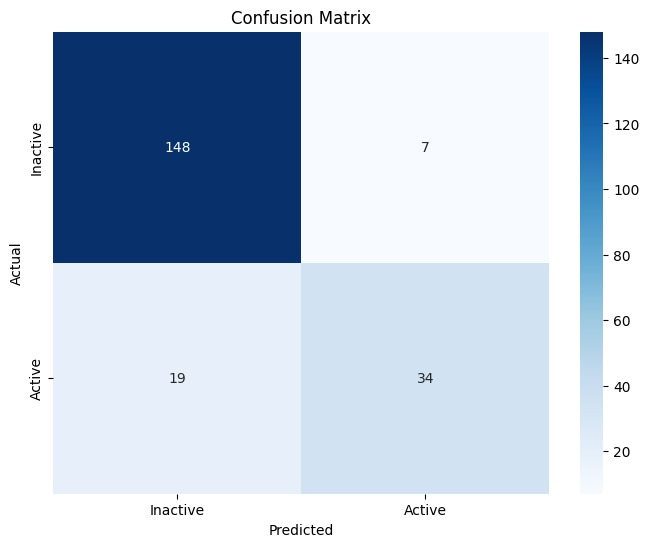 Confusion Matrix
Inactive
Active
Actual
148
7
19
34
Inactive
Active
Predicted
140
120
100
80
60
40
20